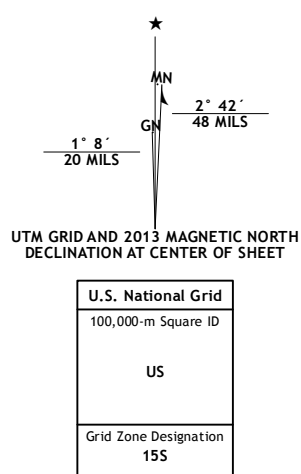 ★
MN
2° 42´
48 MILS
GN
1° 8´
20 MILS
UTM GRID AND 2013 MAGNETIC NORTH
DECLINATION AT CENTER OF SHEET
U.S. National Grid
100,000-m Square ID
US
Grid Zone Designation
15S